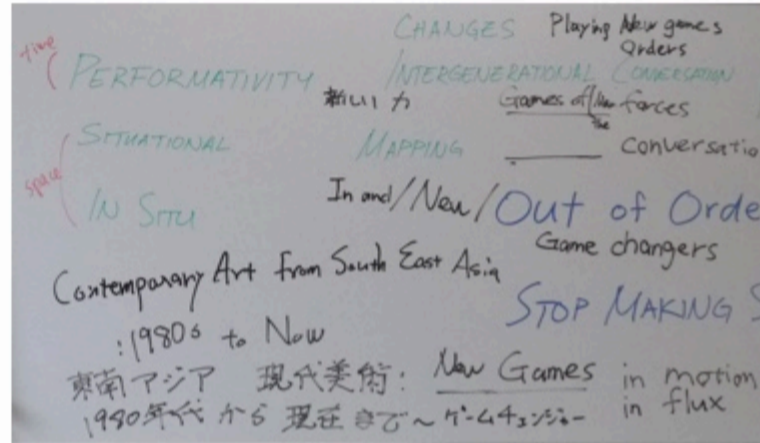 CHANGES Playing New games
Orders
time
PERFORMATIVITY INTERGENERATIONAL CONVERSATION
新しい力 Games of/New forces
the
SITUATIONAL MAPPING ______ Conversatio
space
IN SITU In and/New/Out of Orde
Game changers
Contemporary Art from South East Asia
STOP MAKING S
:1980s to Now
東南アジア 現代美術: New Games in motion
1980年代から現在まで~ゲームチェンジャー in flux